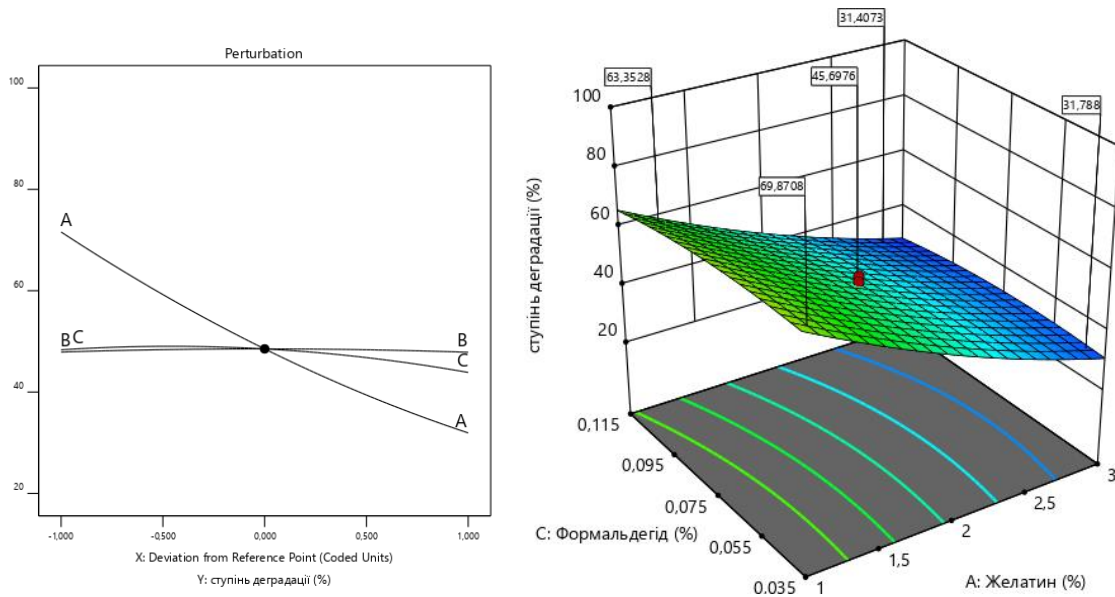 Perturbation
100
80
60
40
20
A
B
C
B
C
A
-1,000
-0,500
0,000
0,500
1,000
X: Deviation from Reference Point (Coded Units)
Y: ступінь деградації (%)
31,4073
63,3528
45,6976
31,788
69,8708
100
80
60
40
20
ступінь деградації (%)
0,115
0,095
0,075
0,055
0.035
C: Формальдегід (%)
1
1,5
2
2,5
3
A: Желатин (%)